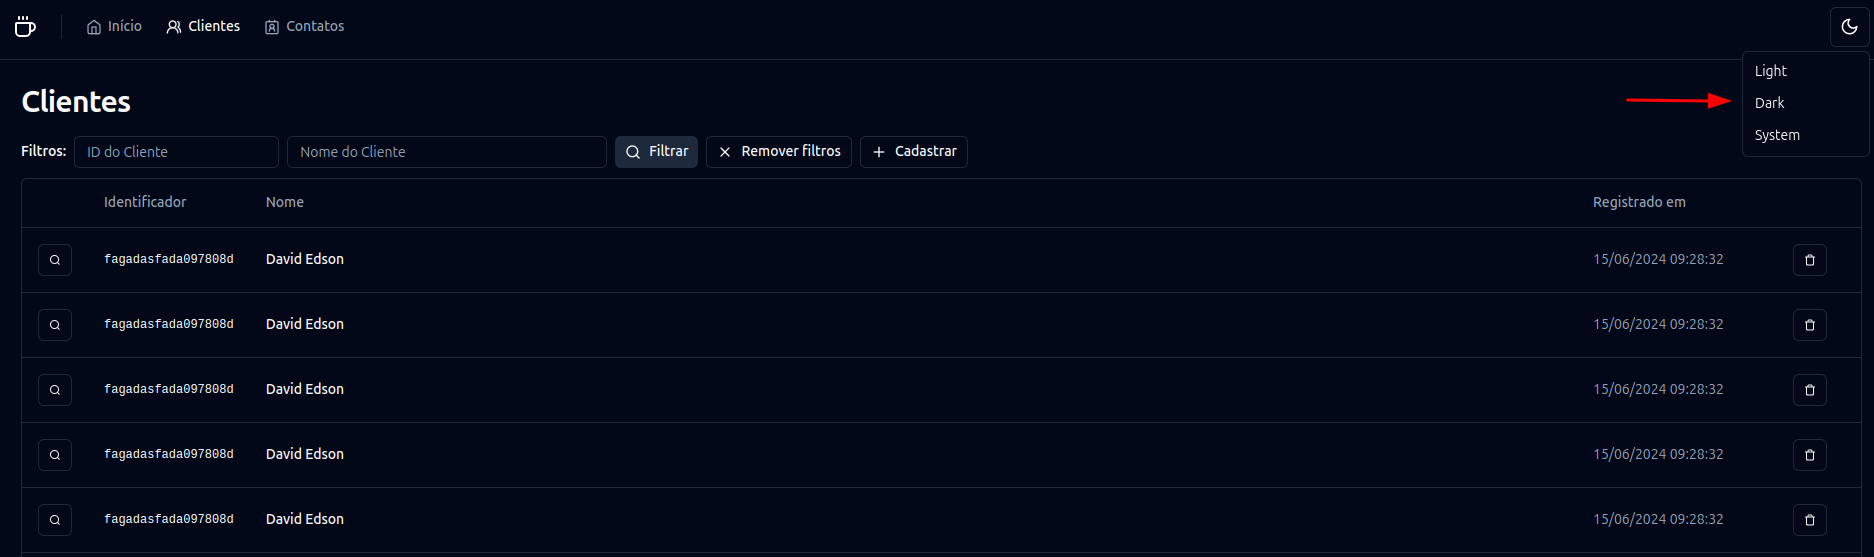 Início Clientes Contatos
Light
Dark
System
Clientes
Filtros: ID do Cliente Nome do Cliente Filtrar Remover filtros Cadastrar
Identificador Nome Registrado em
fagadasfada097808d David Edson 15/06/2024 09:28:32
fagadasfada097808d David Edson 15/06/2024 09:28:32
fagadasfada097808d David Edson 15/06/2024 09:28:32
fagadasfada097808d David Edson 15/06/2024 09:28:32
fagadasfada097808d David Edson 15/06/2024 09:28:32